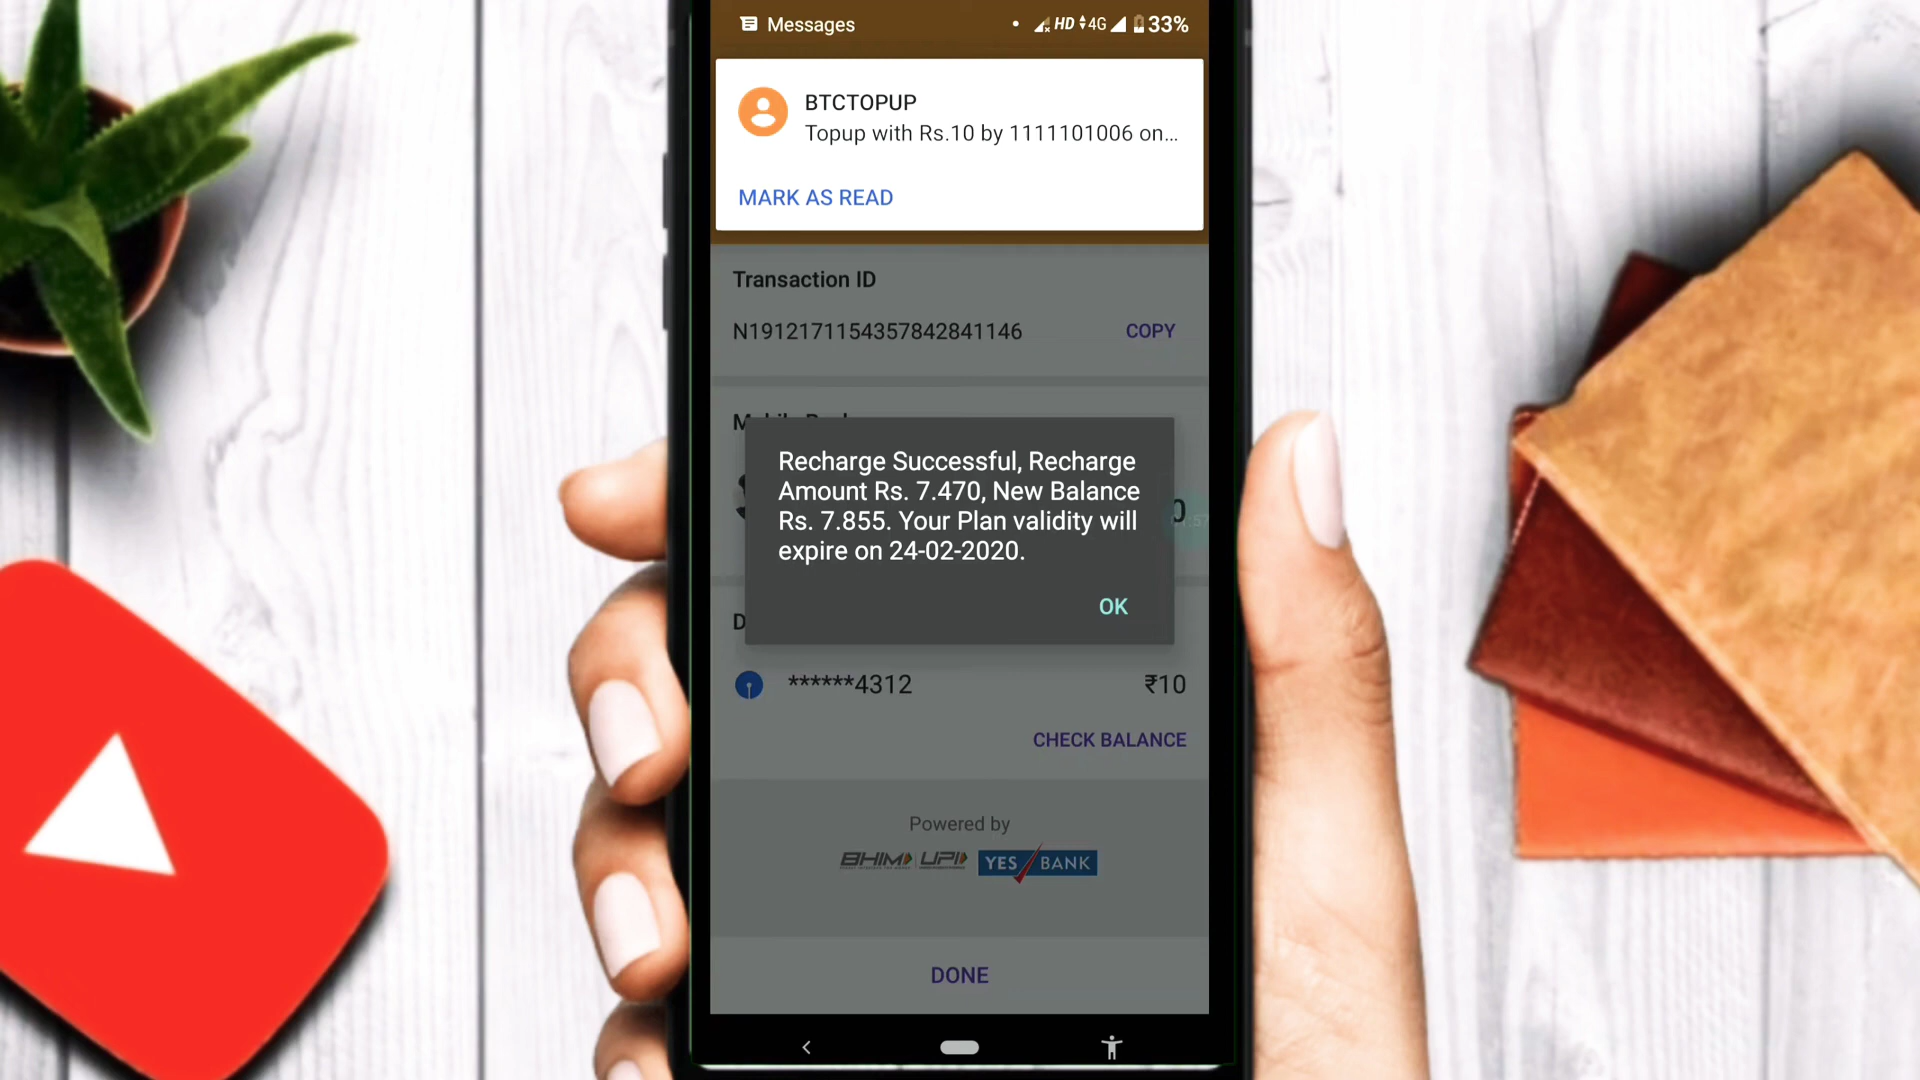 Messages
HD 4G 33%
BTCTOPUP
Topup with Rs.10 by 1111101006 on...
MARK AS READ
Transaction ID
N1912171154357842841146 COPY
Recharge Successful, Recharge
Amount Rs. 7.470, New Balance
Rs. 7.855. Your Plan validity will
expire on 24-02-2020.
OK
******4312 ₹10
CHECK BALANCE
Powered by
BHIM UPI YES BANK
DONE